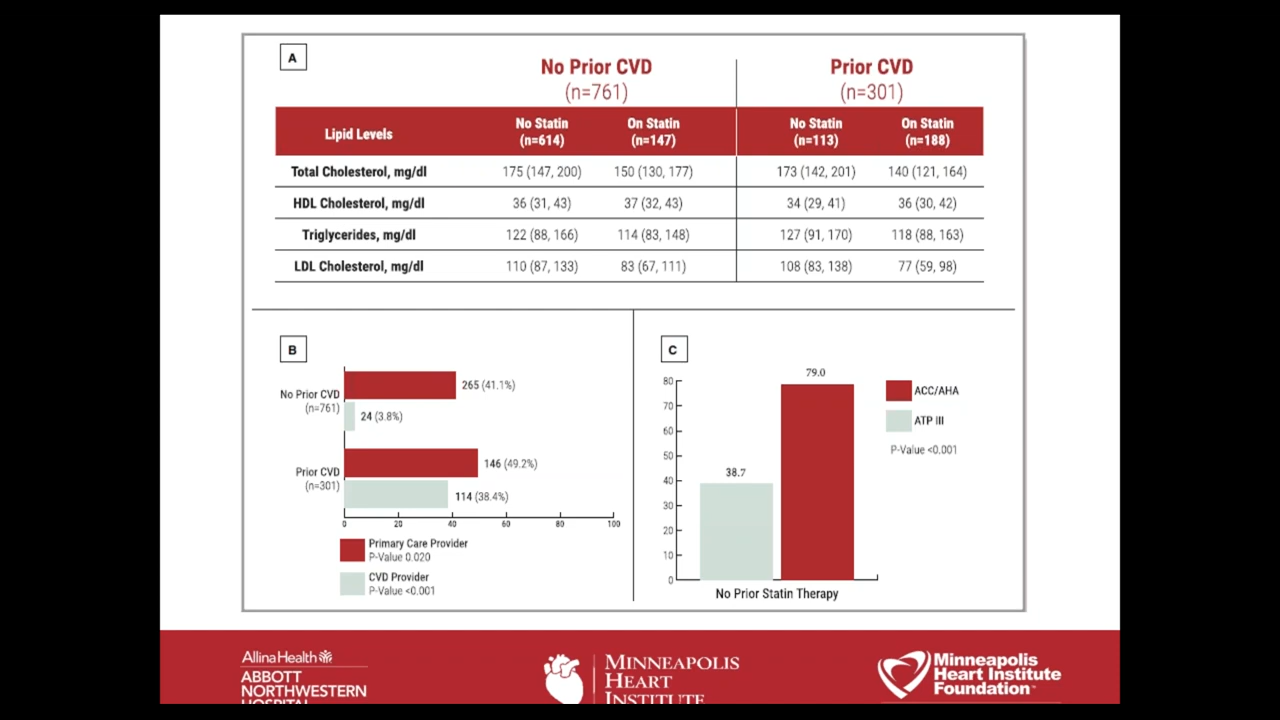 A
No Prior CVD
(n=761)
Prior CVD
(n=301)
Lipid Levels
No Statin
(n=614)
On Statin
(n=147)
No Statin
(n=113)
On Statin
(n=188)
Total Cholesterol, mg/dl 175 (147, 200) 150 (130, 177) 173 (142, 201) 140 (121, 164)
HDL Cholesterol, mg/dl 36 (31, 43) 37 (32, 43) 34 (29, 41) 36 (30, 42)
Triglycerides, mg/dl 122 (88, 166) 114 (83, 148) 127 (91, 170) 118 (88, 163)
LDL Cholesterol, mg/dl 110 (87, 133) 83 (67, 111) 108 (83, 138) 77 (59, 98)
B
No Prior CVD
(n=761)
265 (41.1%)
24 (3.8%)
Prior CVD
(n=301)
146 (49.2%)
114 (38.4%)
0 20 40 60 80 100
Primary Care Provider
P-Value 0.020
CVD Provider
P-Value <0.001
C
80
70
60
50
40
30
20
10
0
38.7
79.0
No Prior Statin Therapy
ACC/AHA
ATP III
P-Value <0.001
Allina Health
ABBOTT
NORTHWESTERN
HOSPITAL
MINNEAPOLIS
HEART
INSTITUTE
Minneapolis
Heart Institute
Foundation™